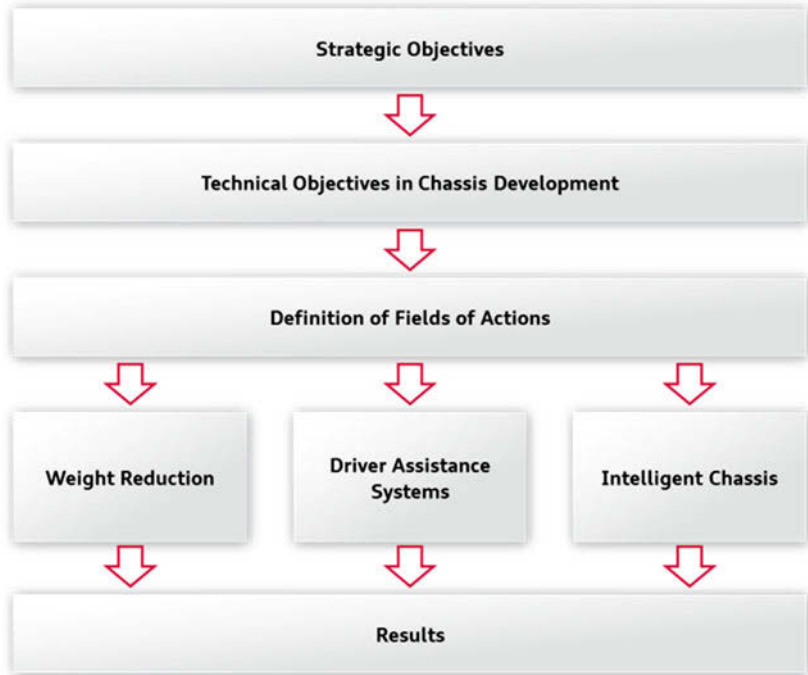 Strategic Objectives
Technical Objectives in Chassis Development
Definition of Fields of Actions
Weight Reduction
Driver Assistance
Systems
Intelligent Chassis
Results